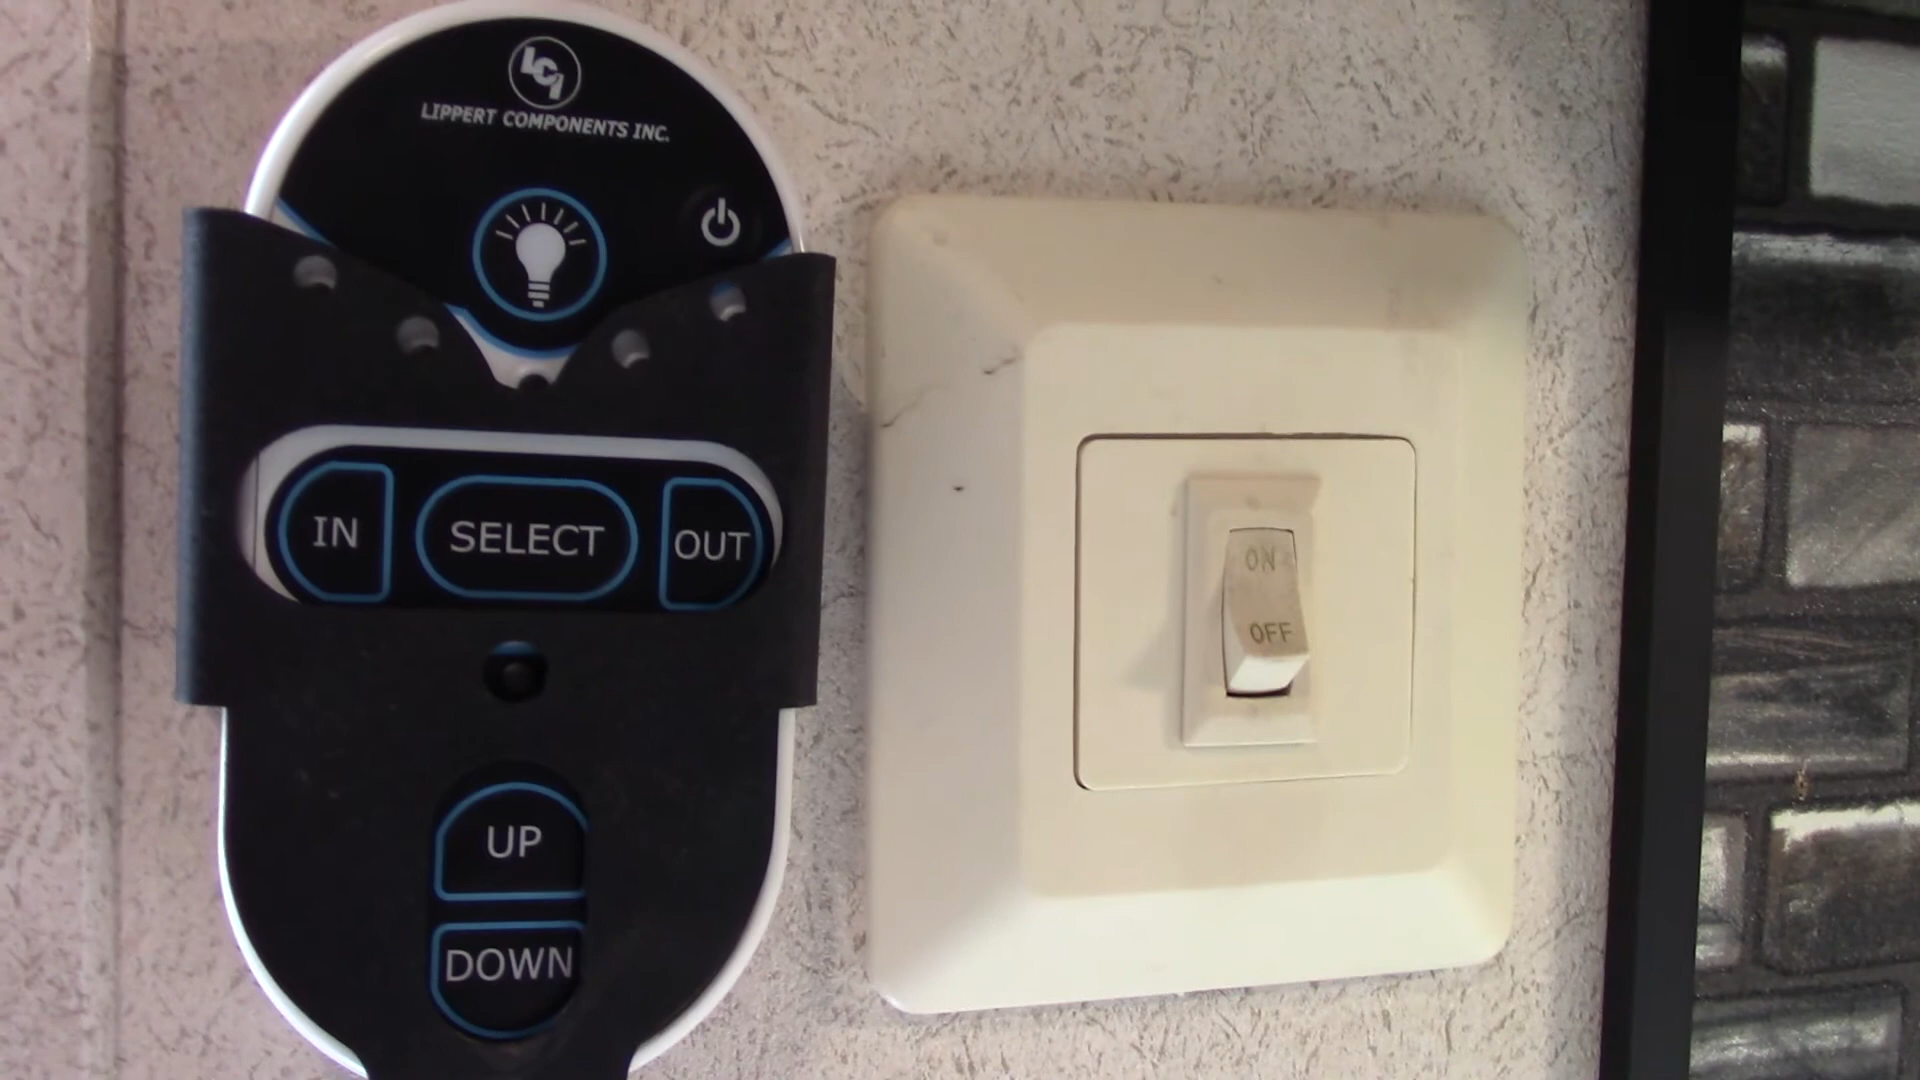 LCI
LIPPERT COMPONENTS INC.
IN
SELECT
OUT
UP
DOWN
ON
OFF